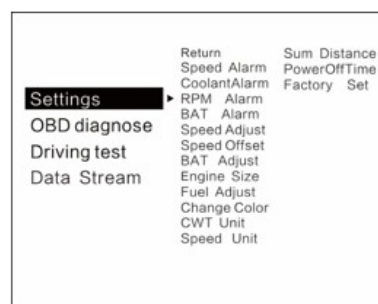 Settings
OBD diagnose
Driving test
Data Stream
Return
Speed Alarm
CoolantAlarm
RPM Alarm
BAT Alarm
Speed Adjust
Speed Offset
BAT Adjust
Engine Size
Fuel Adjust
Change Color
CWT Unit
Speed Unit
Sum Distance
PowerOffTime
Factory Set